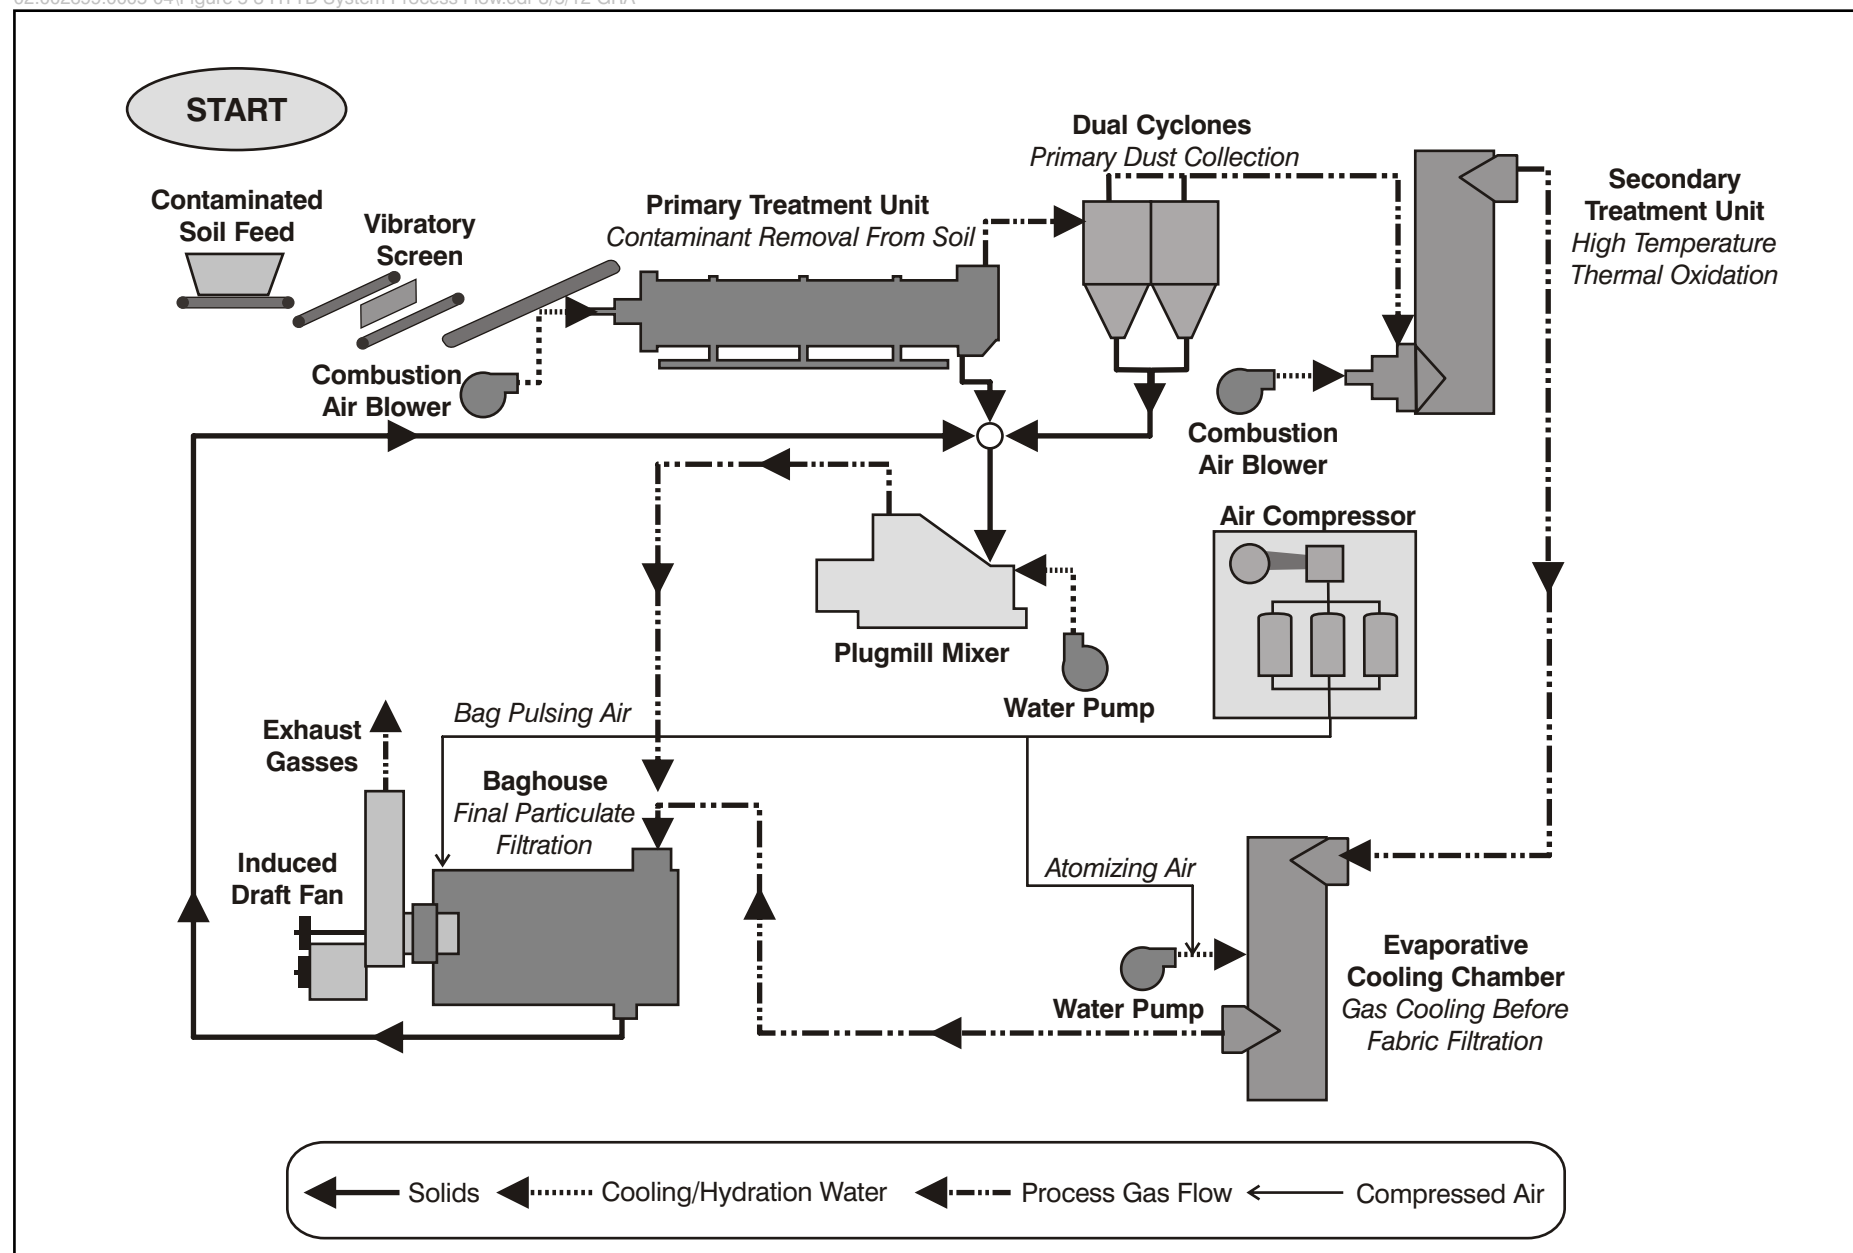 START
Contaminated
Soil Feed
Vibratory
Screen
Primary Treatment Unit
Contaminant Removal From Soil
Dual Cyclones
Primary Dust Collection
Secondary
Treatment Unit
High Temperature
Thermal Oxidation
Combustion
Air Blower
Combustion
Air Blower
Air Compressor
Plugmill Mixer
Water Pump
Bag Pulsing Air
Exhaust
Gasses
Baghouse
Final Particulate
Filtration
Induced
Draft Fan
Atomizing Air
Water Pump
Evaporative
Cooling Chamber
Gas Cooling Before
Fabric Filtration
Solids
Cooling/Hydration Water
Process Gas Flow
Compressed Air